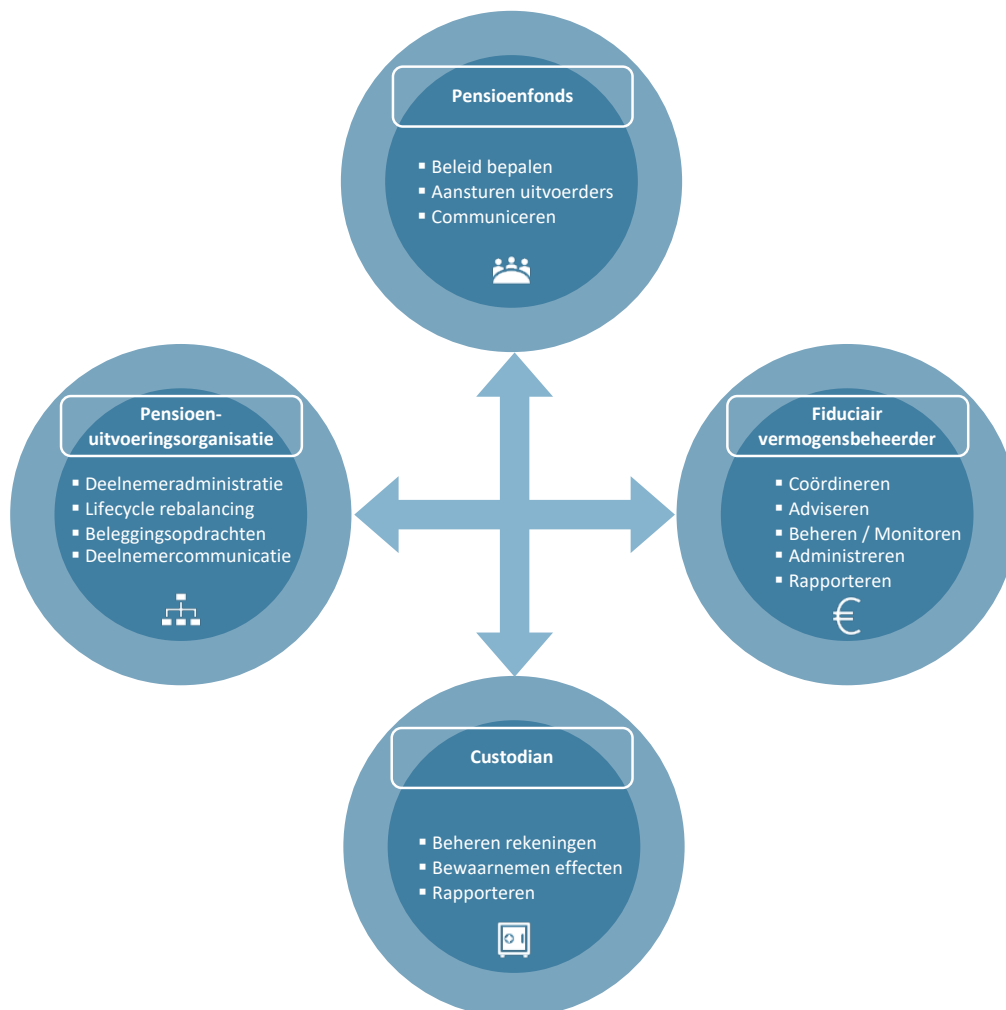 Pensioenfonds
▪ Beleid bepalen
▪ Aansturen uitvoerders
▪ Communiceren
Pensioen-
uitvoeringsorganisatie
▪ Deelnemeradministratie
▪ Lifecycle rebalancing
▪ Beleggingsopdrachten
▪ Deelnemercommunicatie
Fiduciair
vermogensbeheerder
▪ Coördineren
▪ Adviseren
▪ Beheren / Monitoren
▪ Administreren
▪ Rapporteren
€
Custodian
▪ Beheren rekeningen
▪ Bewaarnemen effecten
▪ Rapporteren